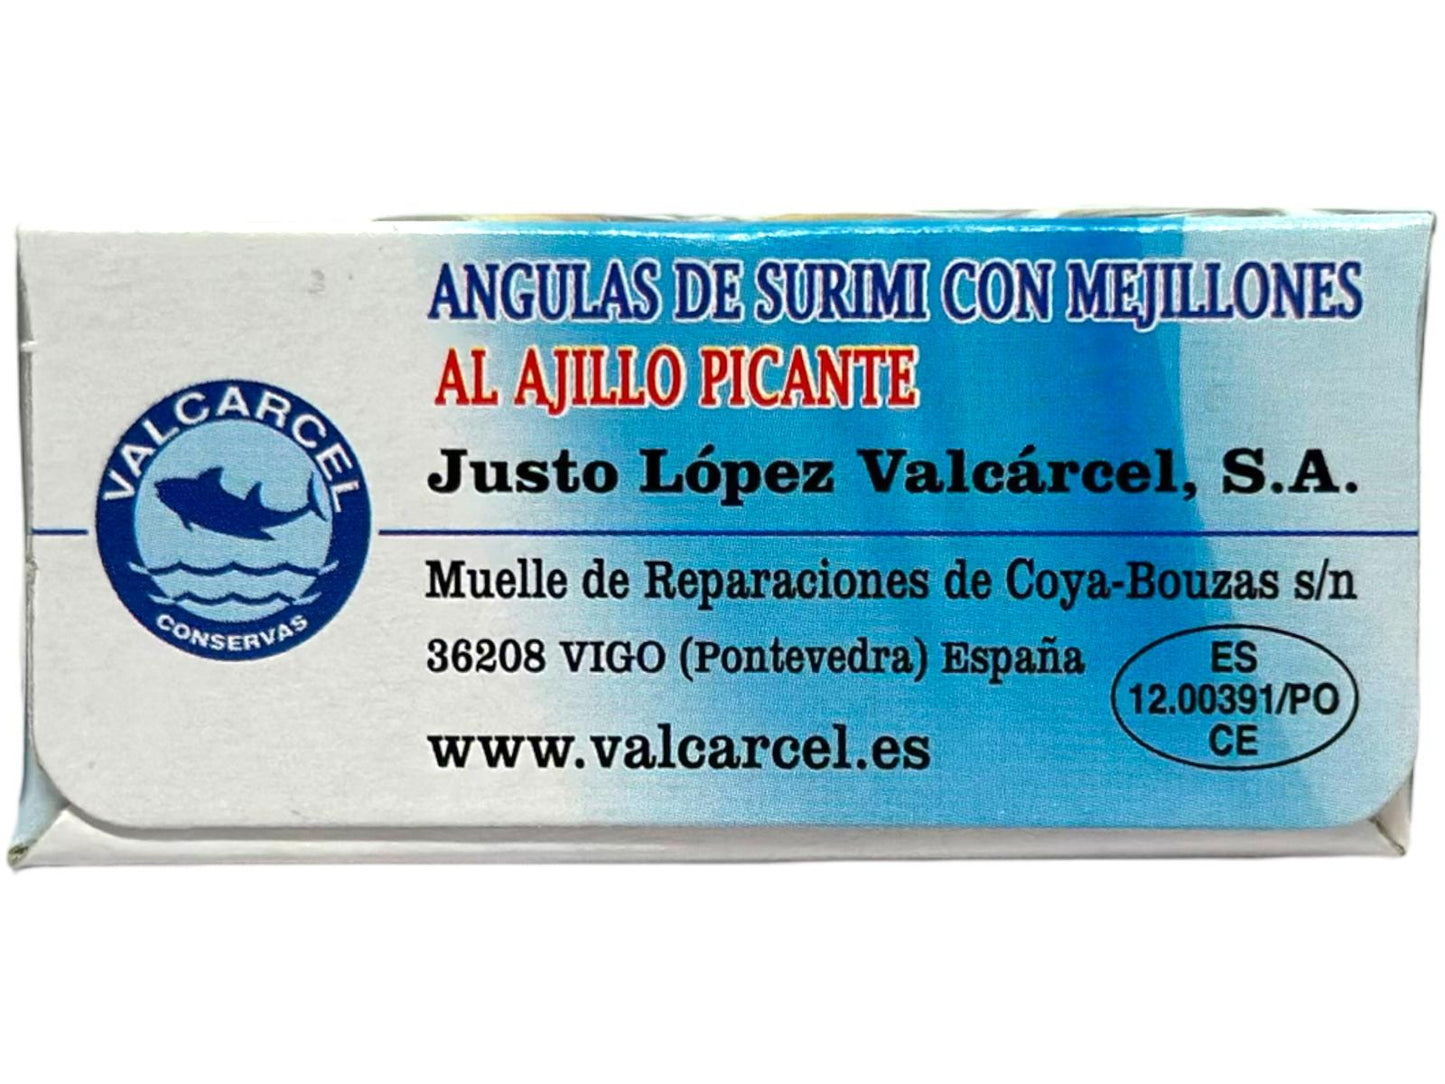 VALCARCEL
CONSERVAS
ANGULAS DE SURIMI CON MEJILLONES
AL AJILLO PICANTE
Justo López Valcárcel, S.A.
Muelle de Reparaciones de Coya-Bouzas s/n
36208 VIGO (Pontevedra) España
www.valcarcel.es
ES
12.00391/PO
CE